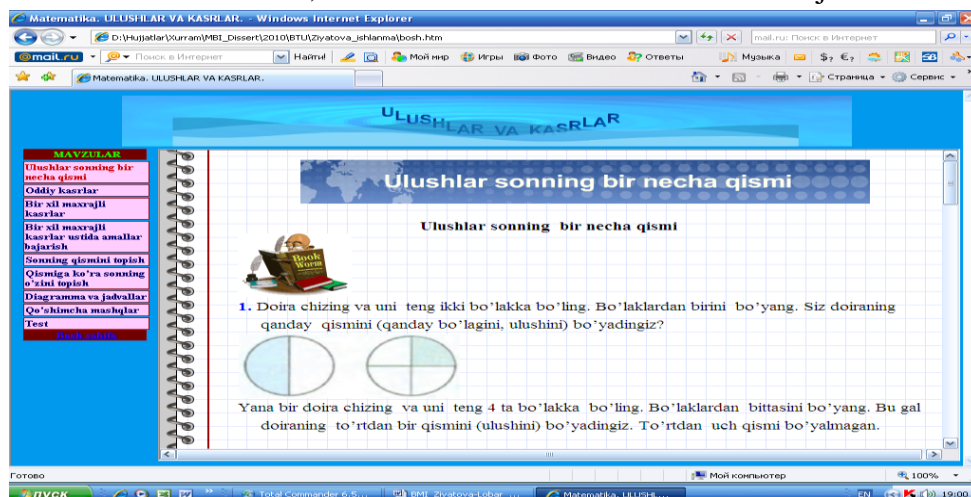 Matematika. ULUSHLAR VA KASRLAR. - Windows Internet Explorer
D:\Hujjatlar\Xurram\MBI_Dissert\2010\BTU\Ziyatova_ishlanma\bosh.htm
mail.ru: Поиск в Интернет
@mail.ru Поиск в Интернет Найти! Мой мир Игры Фото Видео Ответы Музыка
Matematika. ULUSHLAR VA KASRLAR.
Страница Сервис
ULUSHLAR VA KASRLAR
MAVZULAR
Ulushlar sonning bir
necha qismi
Oddiy kasrlar
Bir xil maxrajli
kasrlar
Bir xil maxrajli
kasrlar ustida amallar
bajarish
Sonning qismini topish
Qismiga ko'ra sonning
o'zini topish
Diagramma va jadvallar
Qo'shimcha mashqlar
Test
Ulushlar sonning bir necha qismi
Ulushlar sonning bir necha qismi
Book
Worm
1. Doira chizing va uni teng ikki bo'lakka bo'ling. Bo'laklardan birini bo'yang. Siz doiraning
qanday qismini (qanday bo'lagini, ulushini) bo'yadingiz?
Yana bir doira chizing va uni teng 4 ta bo'lakka bo'ling. Bo'laklardan bittasini bo'yang. Bu gal
doiraning to'rtdan bir qismini (ulushini) bo'yadingiz. To'rtdan uch qismi bo'yalmagan.
Готово
Мой компьютер
100%
пуск
Total Commander 6.5...
BMI_Ziyatova-Lobar ...
Matematika. ULUSH...
EN
19:00